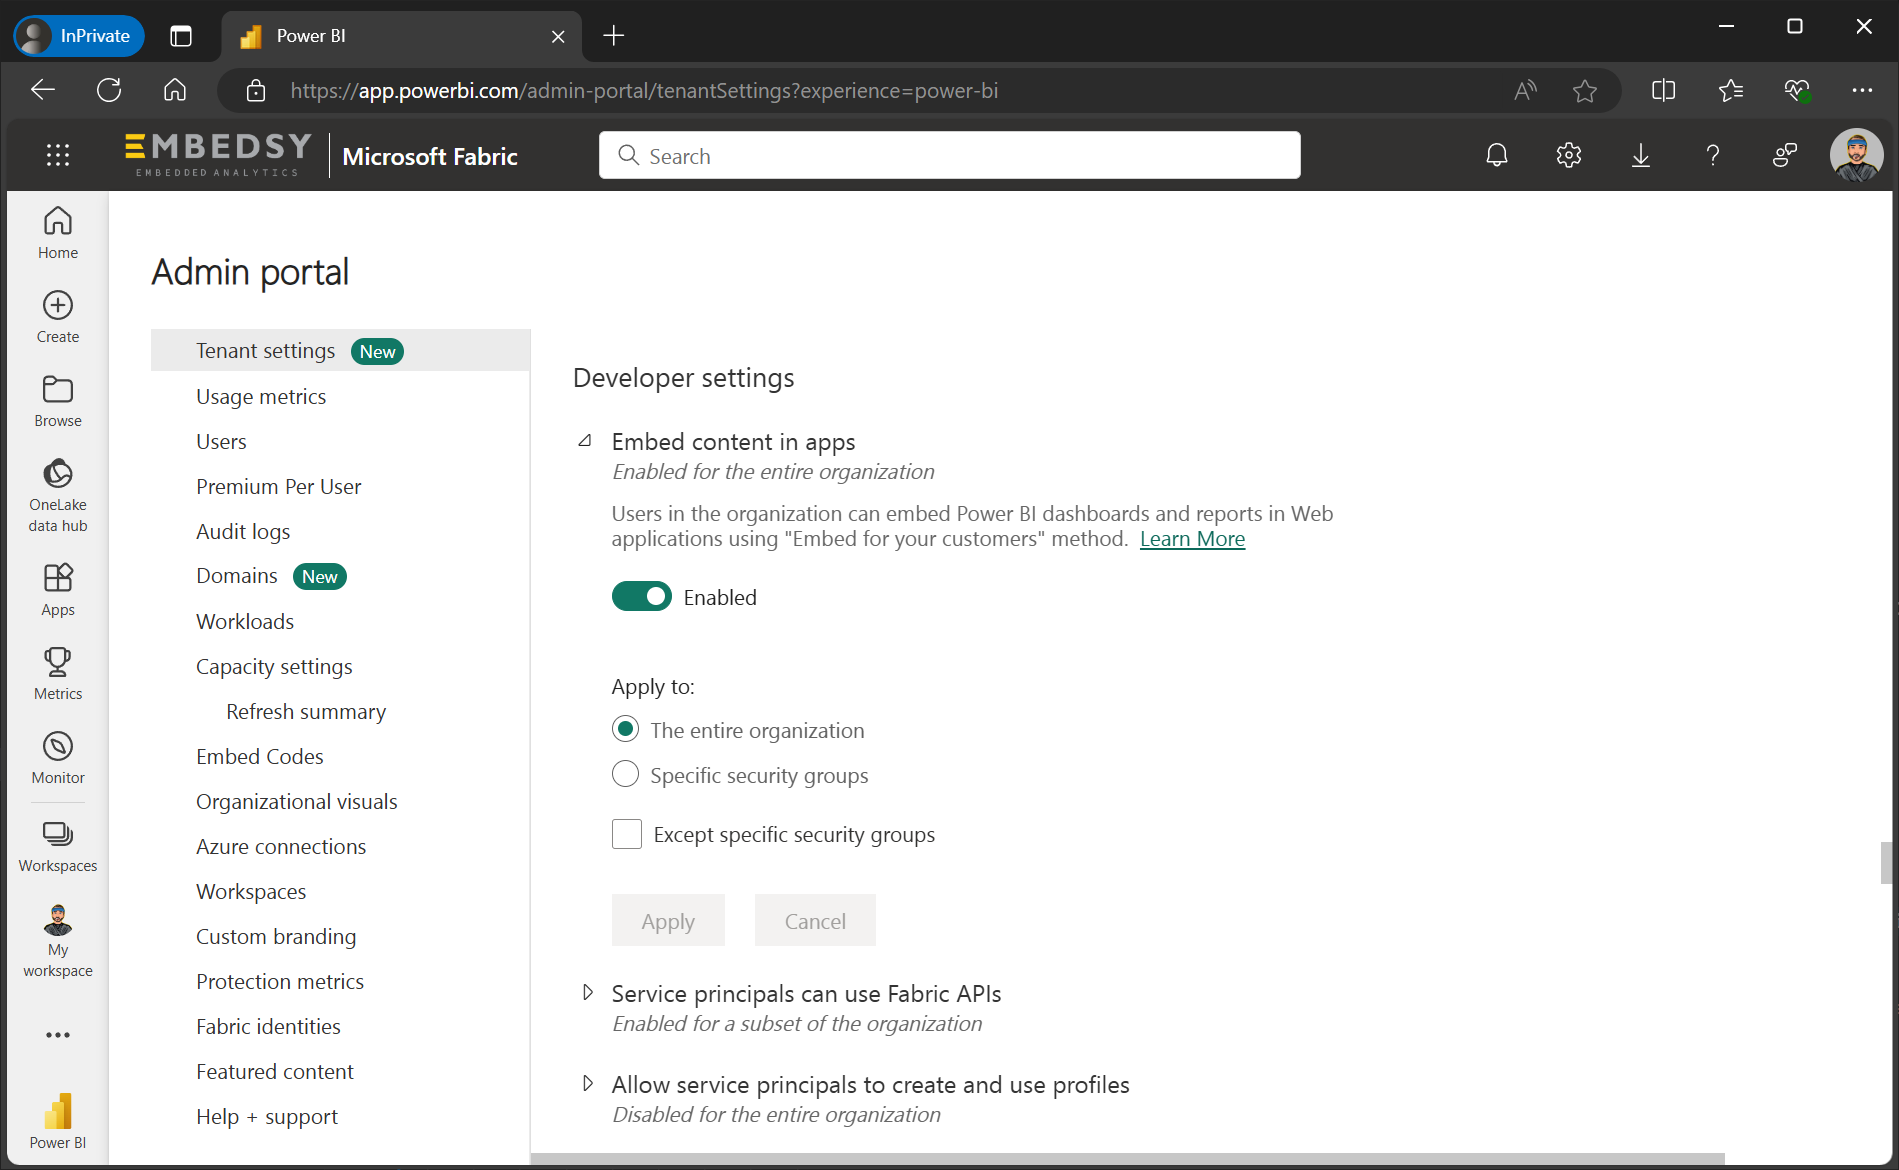 InPrivate
Power BI
https://app.powerbi.com/admin-portal/tenantSettings?experience=power-bi
EMBEDSY
EMBEDDED ANALYTICS
Microsoft Fabric
Search
Home
Create
Browse
OneLake
data hub
Apps
Metrics
Monitor
Workspaces
My
workspace
Power BI
Admin portal
Tenant settings New
Usage metrics
Users
Premium Per User
Audit logs
Domains New
Workloads
Capacity settings
Refresh summary
Embed Codes
Organizational visuals
Azure connections
Workspaces
Custom branding
Protection metrics
Fabric identities
Featured content
Help + support
Developer settings
Embed content in apps
Enabled for the entire organization
Users in the organization can embed Power BI dashboards and reports in Web
applications using "Embed for your customers" method. Learn More
Enabled
Apply to:
The entire organization
Specific security groups
Except specific security groups
Apply Cancel
Service principals can use Fabric APIs
Enabled for a subset of the organization
Allow service principals to create and use profiles
Disabled for the entire organization